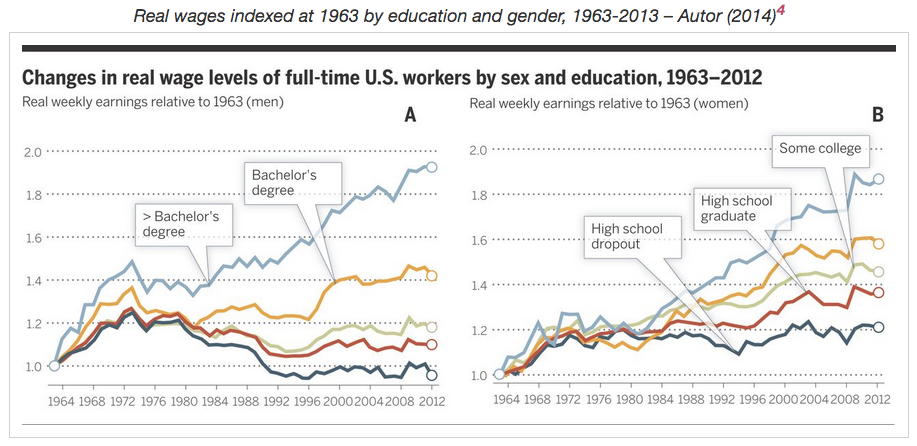 Real wages indexed at 1963 by education and gender, 1963-2013 – Autor (2014)4
Changes in real wage levels of full-time U.S. workers by sex and education, 1963–2012
Real weekly earnings relative to 1963 (men)
A
2.0
1.8
1.6
1.4
1.2
1.0
> Bachelor's
degree
Bachelor's
degree
1964 1968 1972 1976 1980 1984 1988 1992 1996 2000 2004 2008 2012
Real weekly earnings relative to 1963 (women)
B
2.0
1.8
1.6
1.4
1.2
1.0
High school
dropout
High school
graduate
Some college
1964 1968 1972 1976 1980 1984 1988 1992 1996 2000 2004 2008 2012